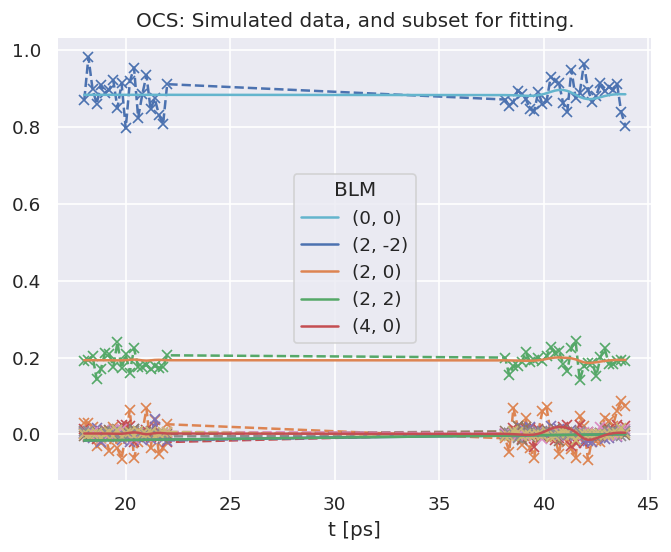 OCS: Simulated data, and subset for fitting.
1.0
0.8
0.6
0.4
0.2
0.0
BLM
(0, 0)
(2, -2)
(2, 0)
(2, 2)
(4, 0)
20 25 30 35 40 45
t [ps]